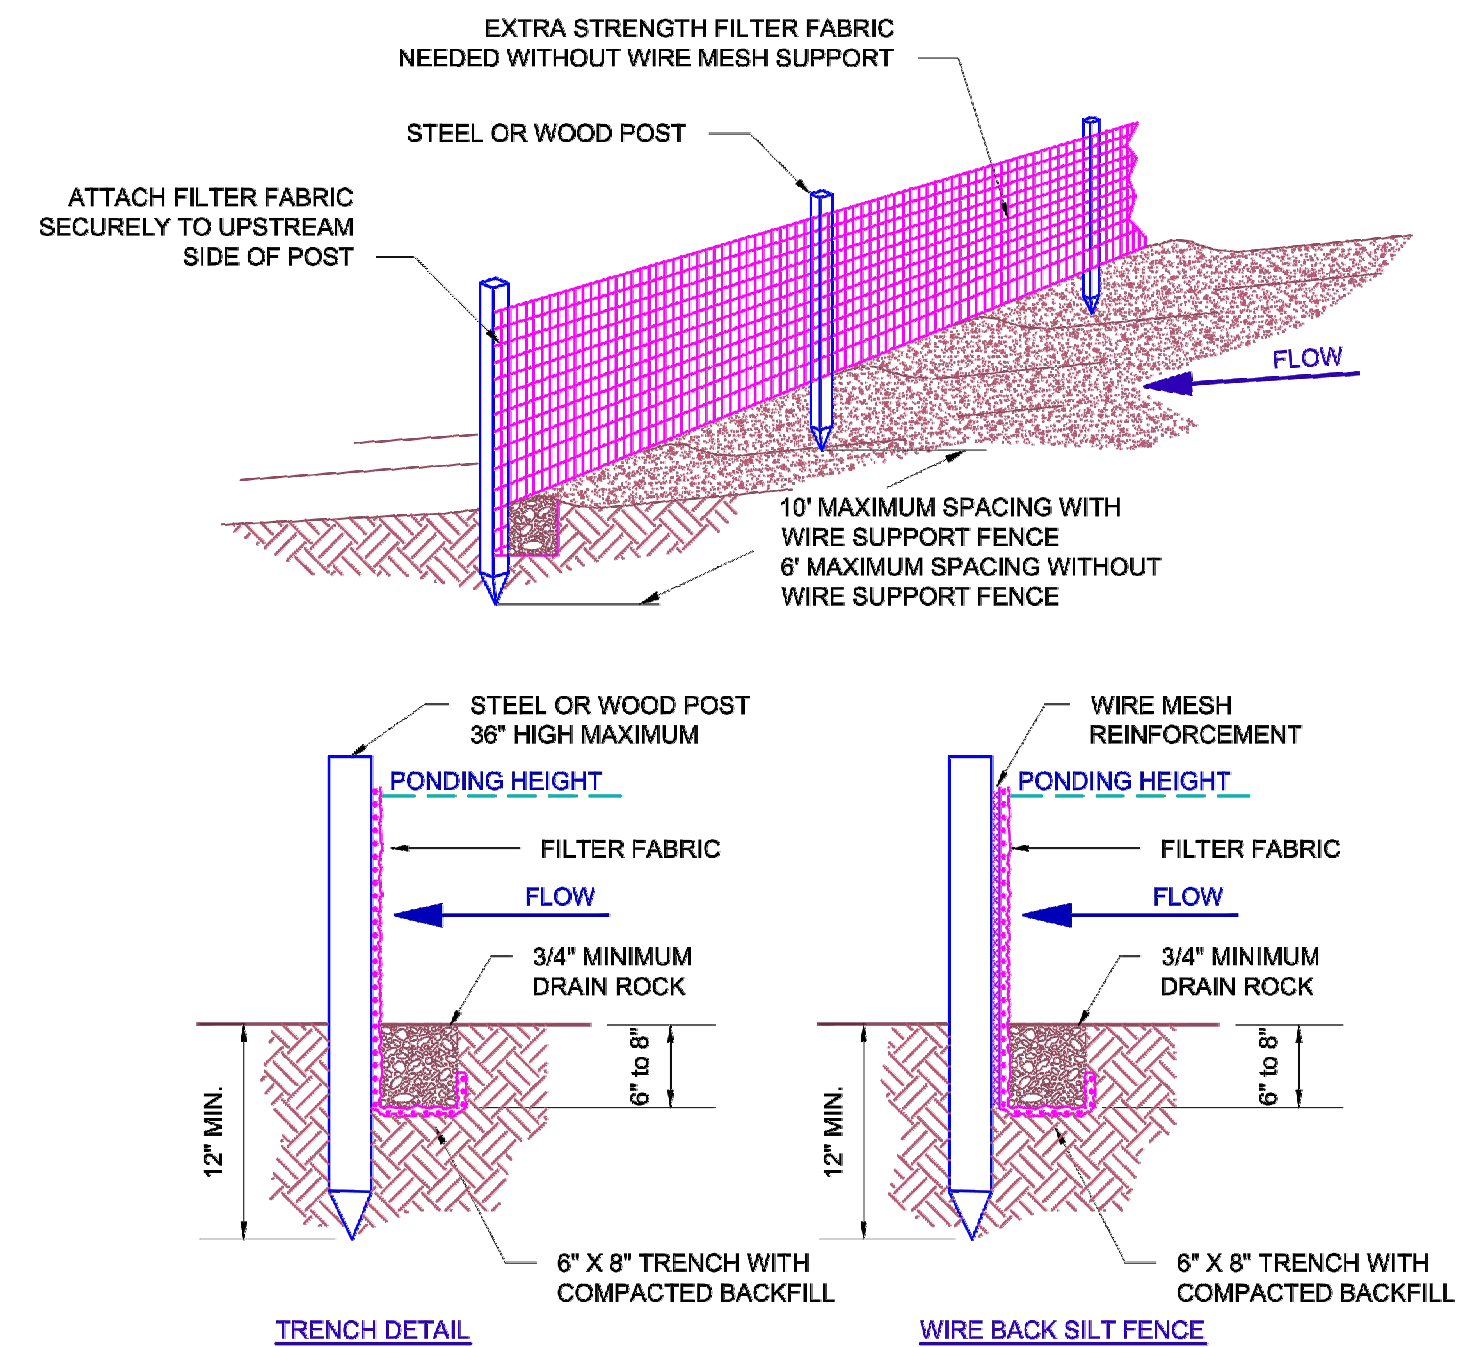 EXTRA STRENGTH FILTER FABRIC
NEEDED WITHOUT WIRE MESH SUPPORT
STEEL OR WOOD POST
ATTACH FILTER FABRIC
SECURELY TO UPSTREAM
SIDE OF POST
FLOW
10' MAXIMUM SPACING WITH
WIRE SUPPORT FENCE
6' MAXIMUM SPACING WITHOUT
WIRE SUPPORT FENCE
STEEL OR WOOD POST
36" HIGH MAXIMUM
PONDING HEIGHT
FILTER FABRIC
FLOW
3/4" MINIMUM
DRAIN ROCK
6" to 8"
12" MIN.
6" X 8" TRENCH WITH
COMPACTED BACKFILL
TRENCH DETAIL
WIRE MESH
REINFORCEMENT
PONDING HEIGHT
FILTER FABRIC
FLOW
3/4" MINIMUM
DRAIN ROCK
6" to 8"
12" MIN.
6" X 8" TRENCH WITH
COMPACTED BACKFILL
WIRE BACK SILT FENCE